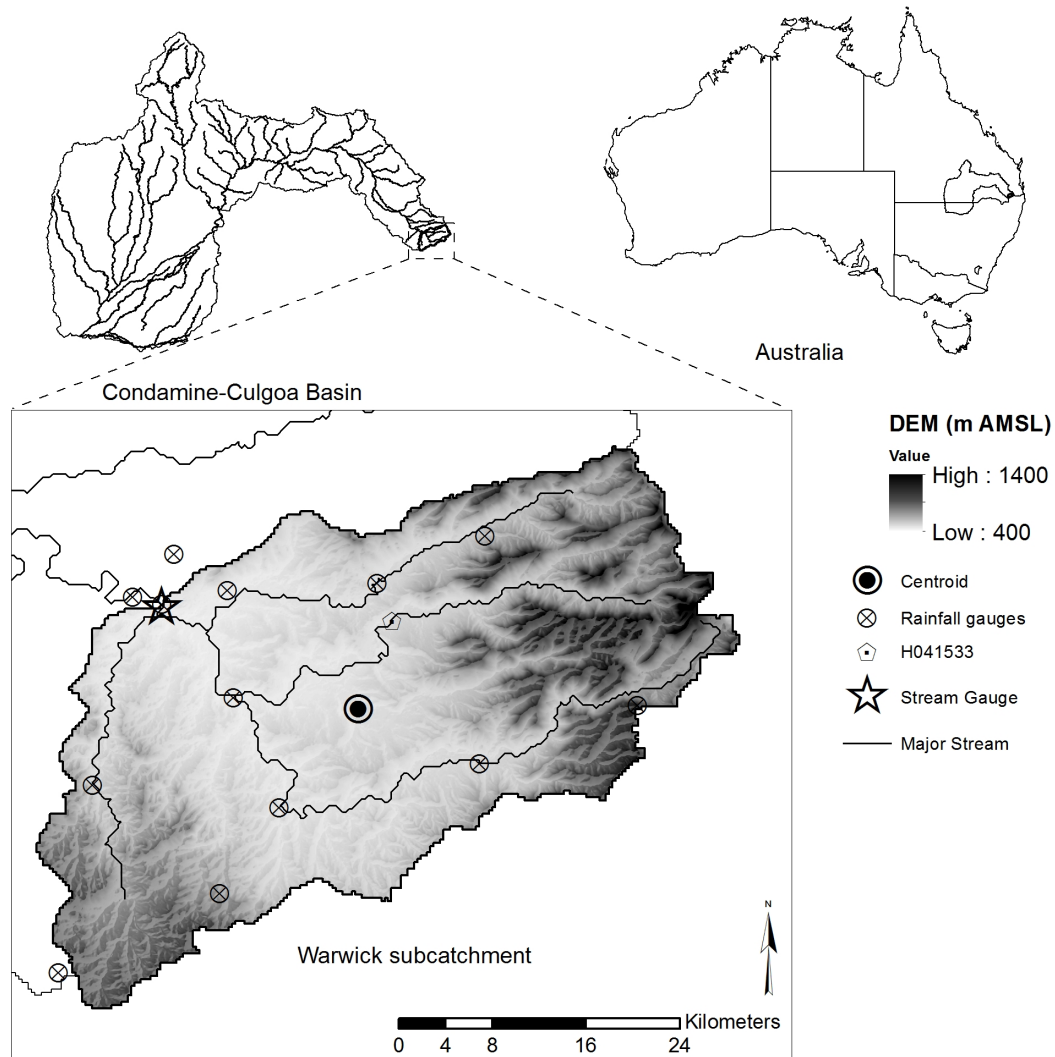 Australia
Condamine-Culgoa Basin
DEM (m AMSL)
Value
High : 1400
Low : 400
Centroid
Rainfall gauges
H041533
Stream Gauge
Major Stream
N
Warwick subcatchment
Kilometers
0 4 8 16 24